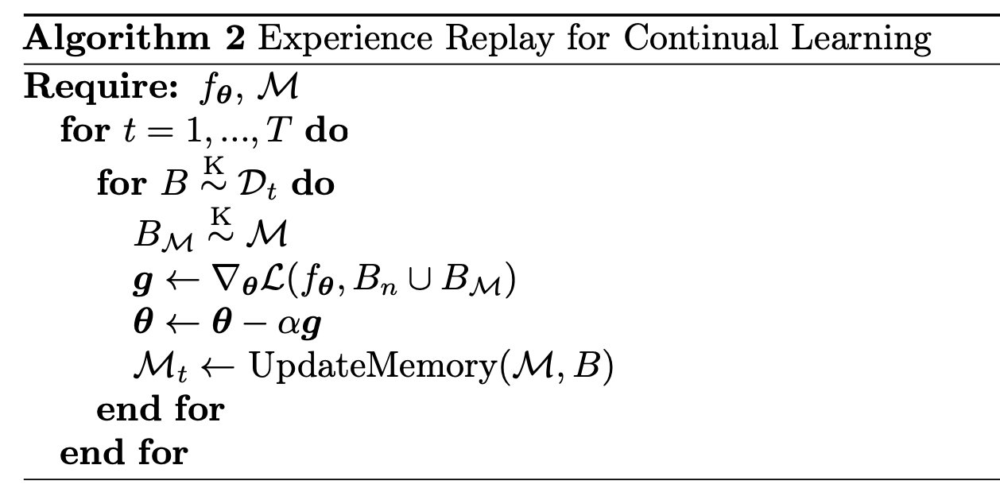 Algorithm 2 Experience Replay for Continual Learning
Require: $f_{\boldsymbol{\theta}}$, $\mathcal{M}$
for $t = 1, ..., T$ do
for $B \overset{\mathrm{K}}{\sim} \mathcal{D}_t$ do
$B_{\mathcal{M}} \overset{\mathrm{K}}{\sim} \mathcal{M}$
$\boldsymbol{g} \leftarrow \nabla_{\boldsymbol{\theta}} \mathcal{L}(f_{\boldsymbol{\theta}}, B_n \cup B_{\mathcal{M}})$
$\boldsymbol{\theta} \leftarrow \boldsymbol{\theta} - \alpha \boldsymbol{g}$
$\mathcal{M}_t \leftarrow \text{UpdateMemory}(\mathcal{M}, B)$
end for
end for